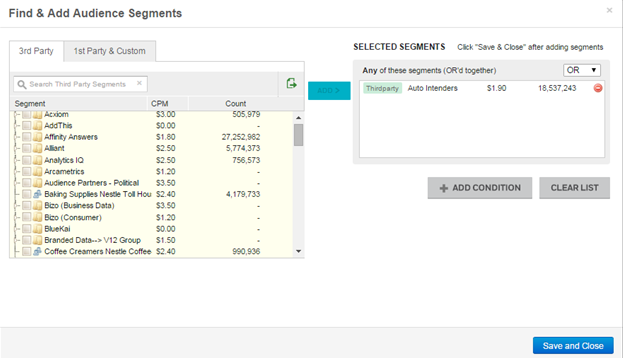 Find & Add Audience Segments ×
3rd Party 1st Party & Custom
Search Third Party Segments ×
Segment CPM Count
Acxiom $3.00 505,979
AddThis $0.00 -
Affinity Answers $1.80 27,252,982
Alliant $2.50 5,774,373
Analytics IQ $2.50 756,573
Arcametrics $1.20 -
Audience Partners - Political $3.50 -
Baking Supplies Nestle Toll Hou $2.40 4,179,733
Bizo (Business Data) $3.50 -
Bizo (Consumer) $1.20 -
BlueKai $0.00 -
Branded Data--> V12 Group $1.50 -
Coffee Creamers Nestle Coffee- $2.40 990,936
ADD >
SELECTED SEGMENTS Click "Save & Close" after adding segments
Any of these segments (OR'd together) OR
Thirdparty Auto Intenders $1.90 18,537,243
+ ADD CONDITION CLEAR LIST
Save and Close